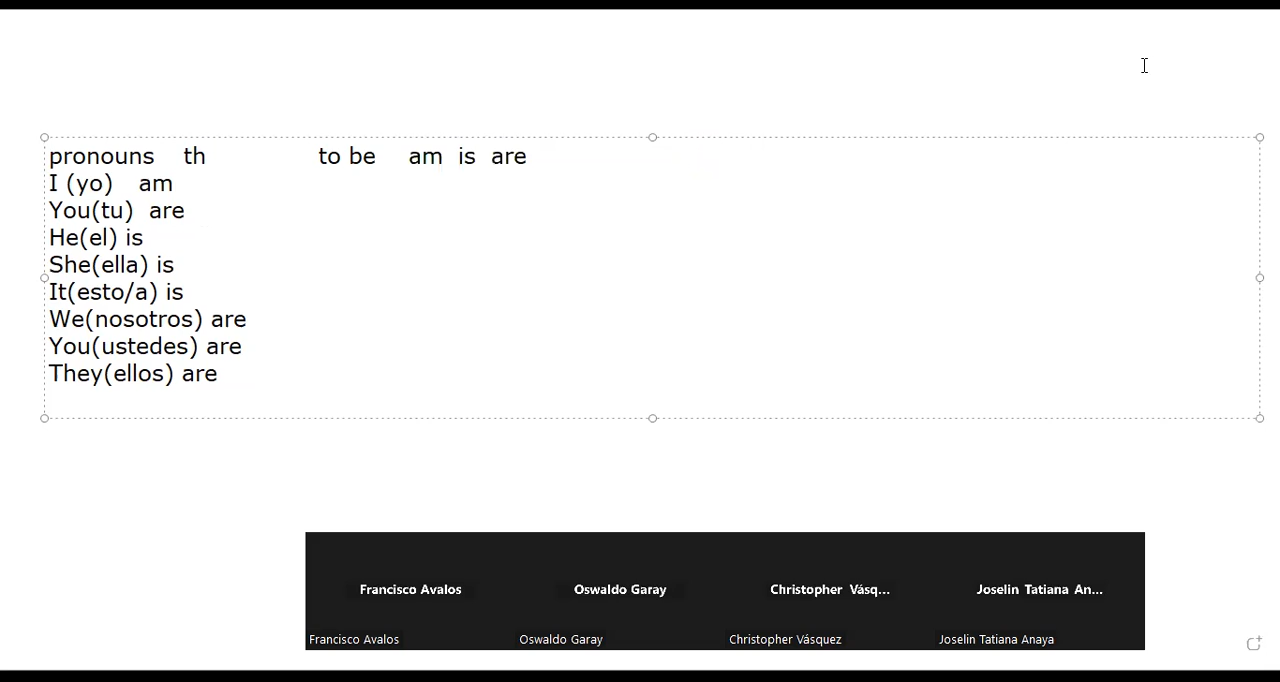 pronouns th to be am is are
I (yo) am
You(tu) are
He(el) is
She(ella) is
It(esto/a) is
We(nosotros) are
You(ustedes) are
They(ellos) are
Francisco Avalos Oswaldo Garay Christopher Vásq... Joselin Tatiana An...
Francisco Avalos Oswaldo Garay Christopher Vásquez Joselin Tatiana Anaya